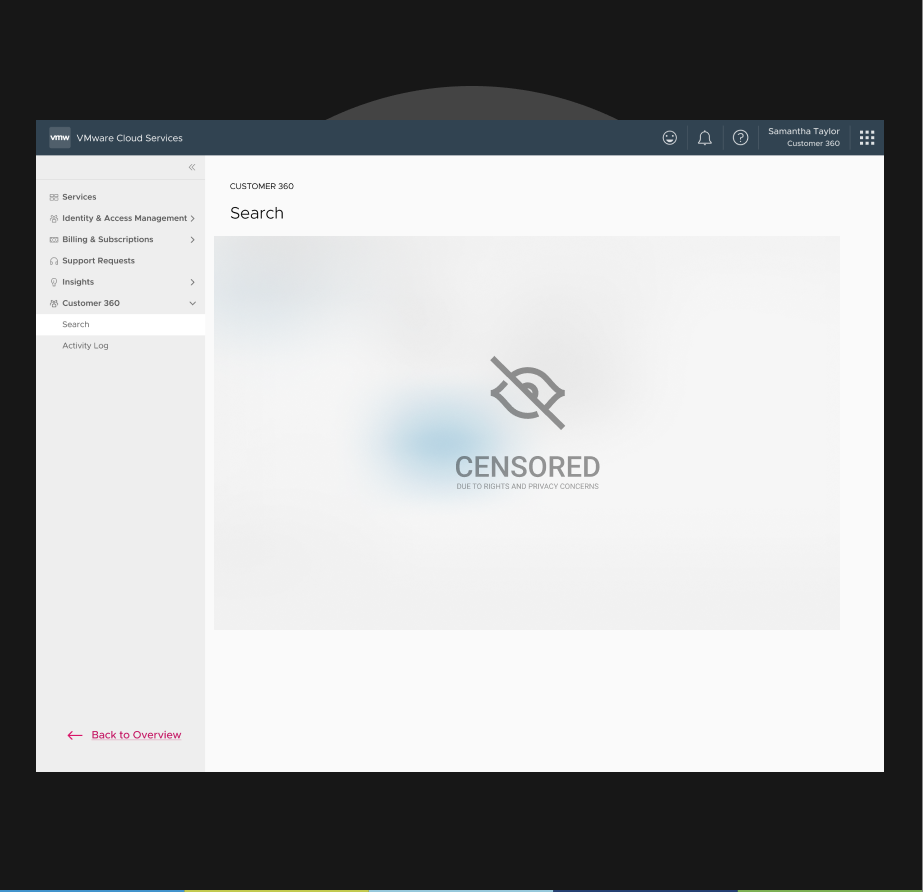 vmw VMware Cloud Services
Samantha Taylor
Customer 360
Services
Identity & Access Management
Billing & Subscriptions
Support Requests
Insights
Customer 360
Search
Activity Log
Back to Overview
CUSTOMER 360
Search
CENSORED
DUE TO RIGHTS AND PRIVACY CONCERNS